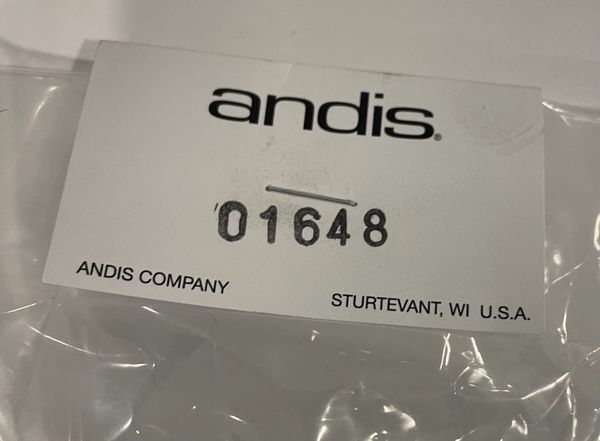 andis®
01648
ANDIS COMPANY
STURTEVANT, WI U.S.A.